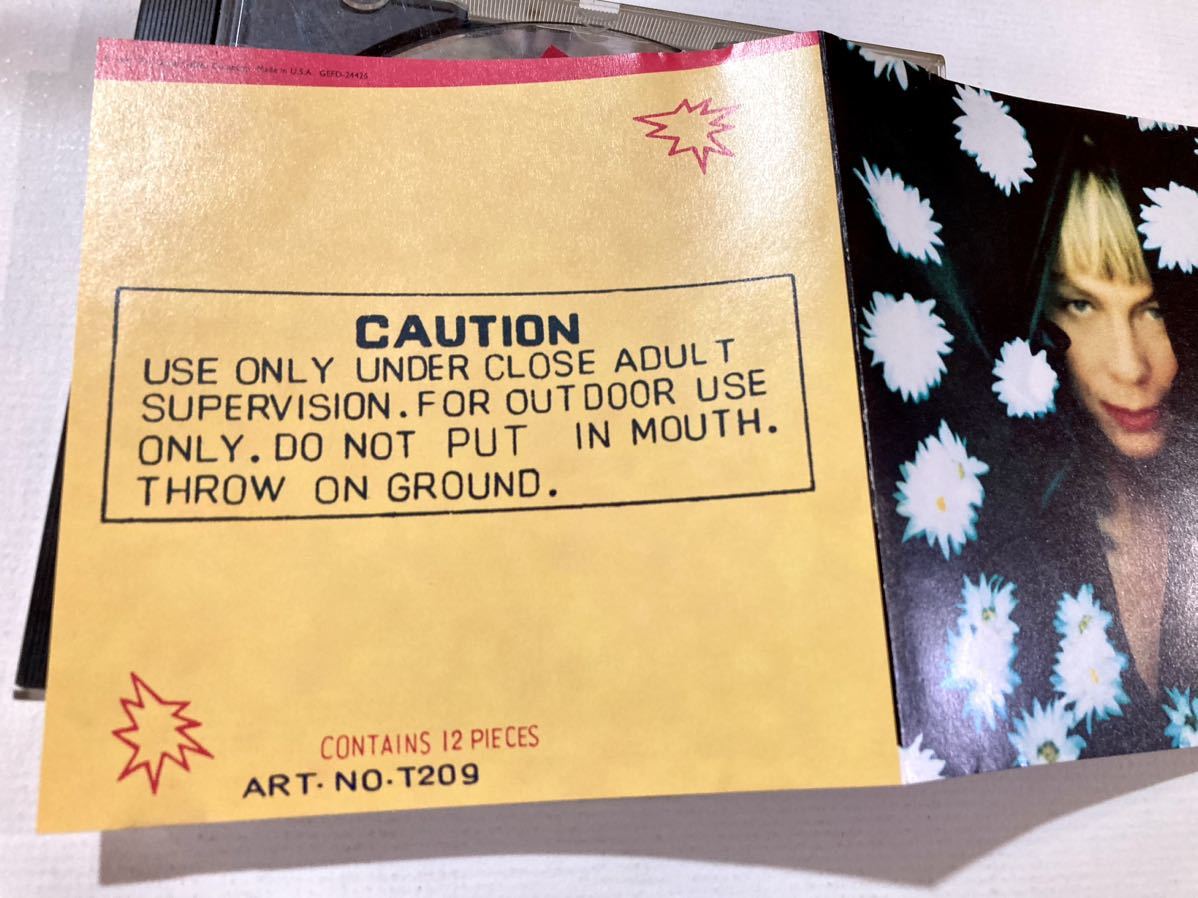 Made in U.S.A. GEFD-24425
CAUTION
USE ONLY UNDER CLOSE ADULT
SUPERVISION. FOR OUTDOOR USE
ONLY. DO NOT PUT IN MOUTH.
THROW ON GROUND.
CONTAINS 12 PIECES
ART. NO. T209